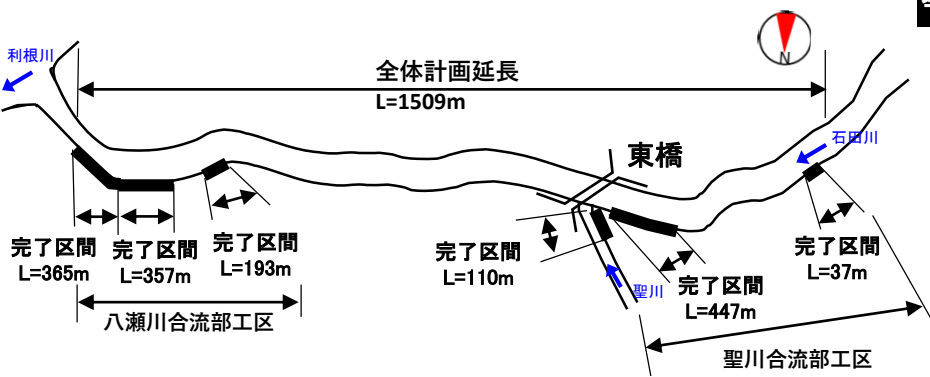 利根川
N
全体計画延長
L=1509m
石田川
東橋
完了区間
L=365m
完了区間
L=357m
完了区間
L=193m
完了区間
L=110m
聖川
完了区間
L=447m
完了区間
L=37m
八瀬川合流部工区
聖川合流部工区